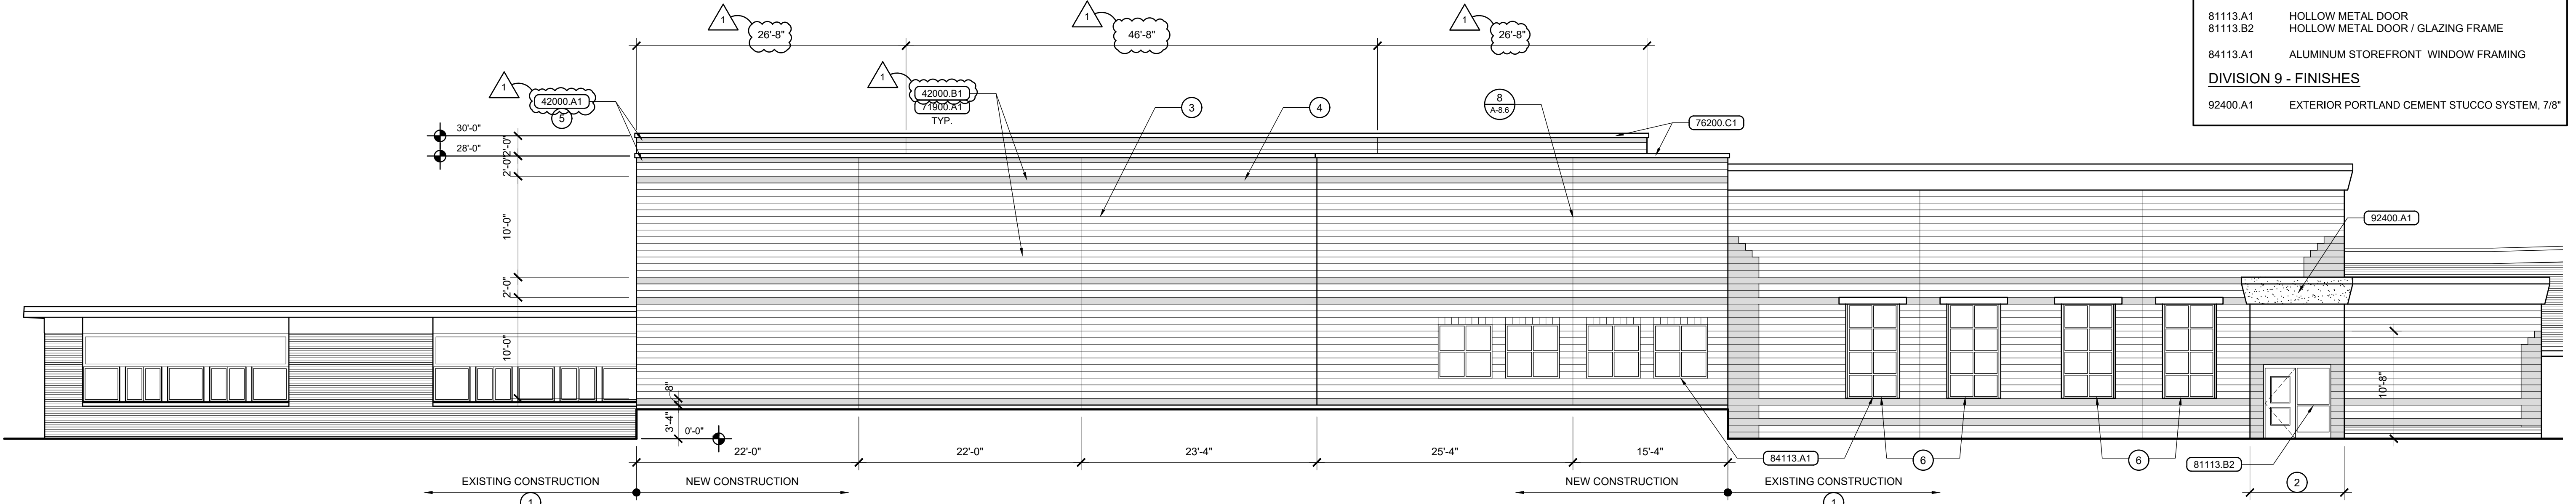 1
26'-8"
1
46'-8"
1
26'-8"
81113.A1 HOLLOW METAL DOOR
81113.B2 HOLLOW METAL DOOR / GLAZING FRAME
84113.A1 ALUMINUM STOREFRONT WINDOW FRAMING
DIVISION 9 - FINISHES
92400.A1 EXTERIOR PORTLAND CEMENT STUCCO SYSTEM, 7/8"
1
42000.A1
5
1
42000.B1
71900.A1
TYP.
3
4
8
A-8.6
76200.C1
30'-0"
28'-0"
2'-0"
2'-0"
10'-0"
2'-0"
10'-0"
8"
3'-4"
0'-0"
92400.A1
10'-8"
22'-0"
22'-0"
23'-4"
25'-4"
15'-4"
84113.A1
6
6
81113.B2
2
EXISTING CONSTRUCTION
1
NEW CONSTRUCTION
NEW CONSTRUCTION
EXISTING CONSTRUCTION
1